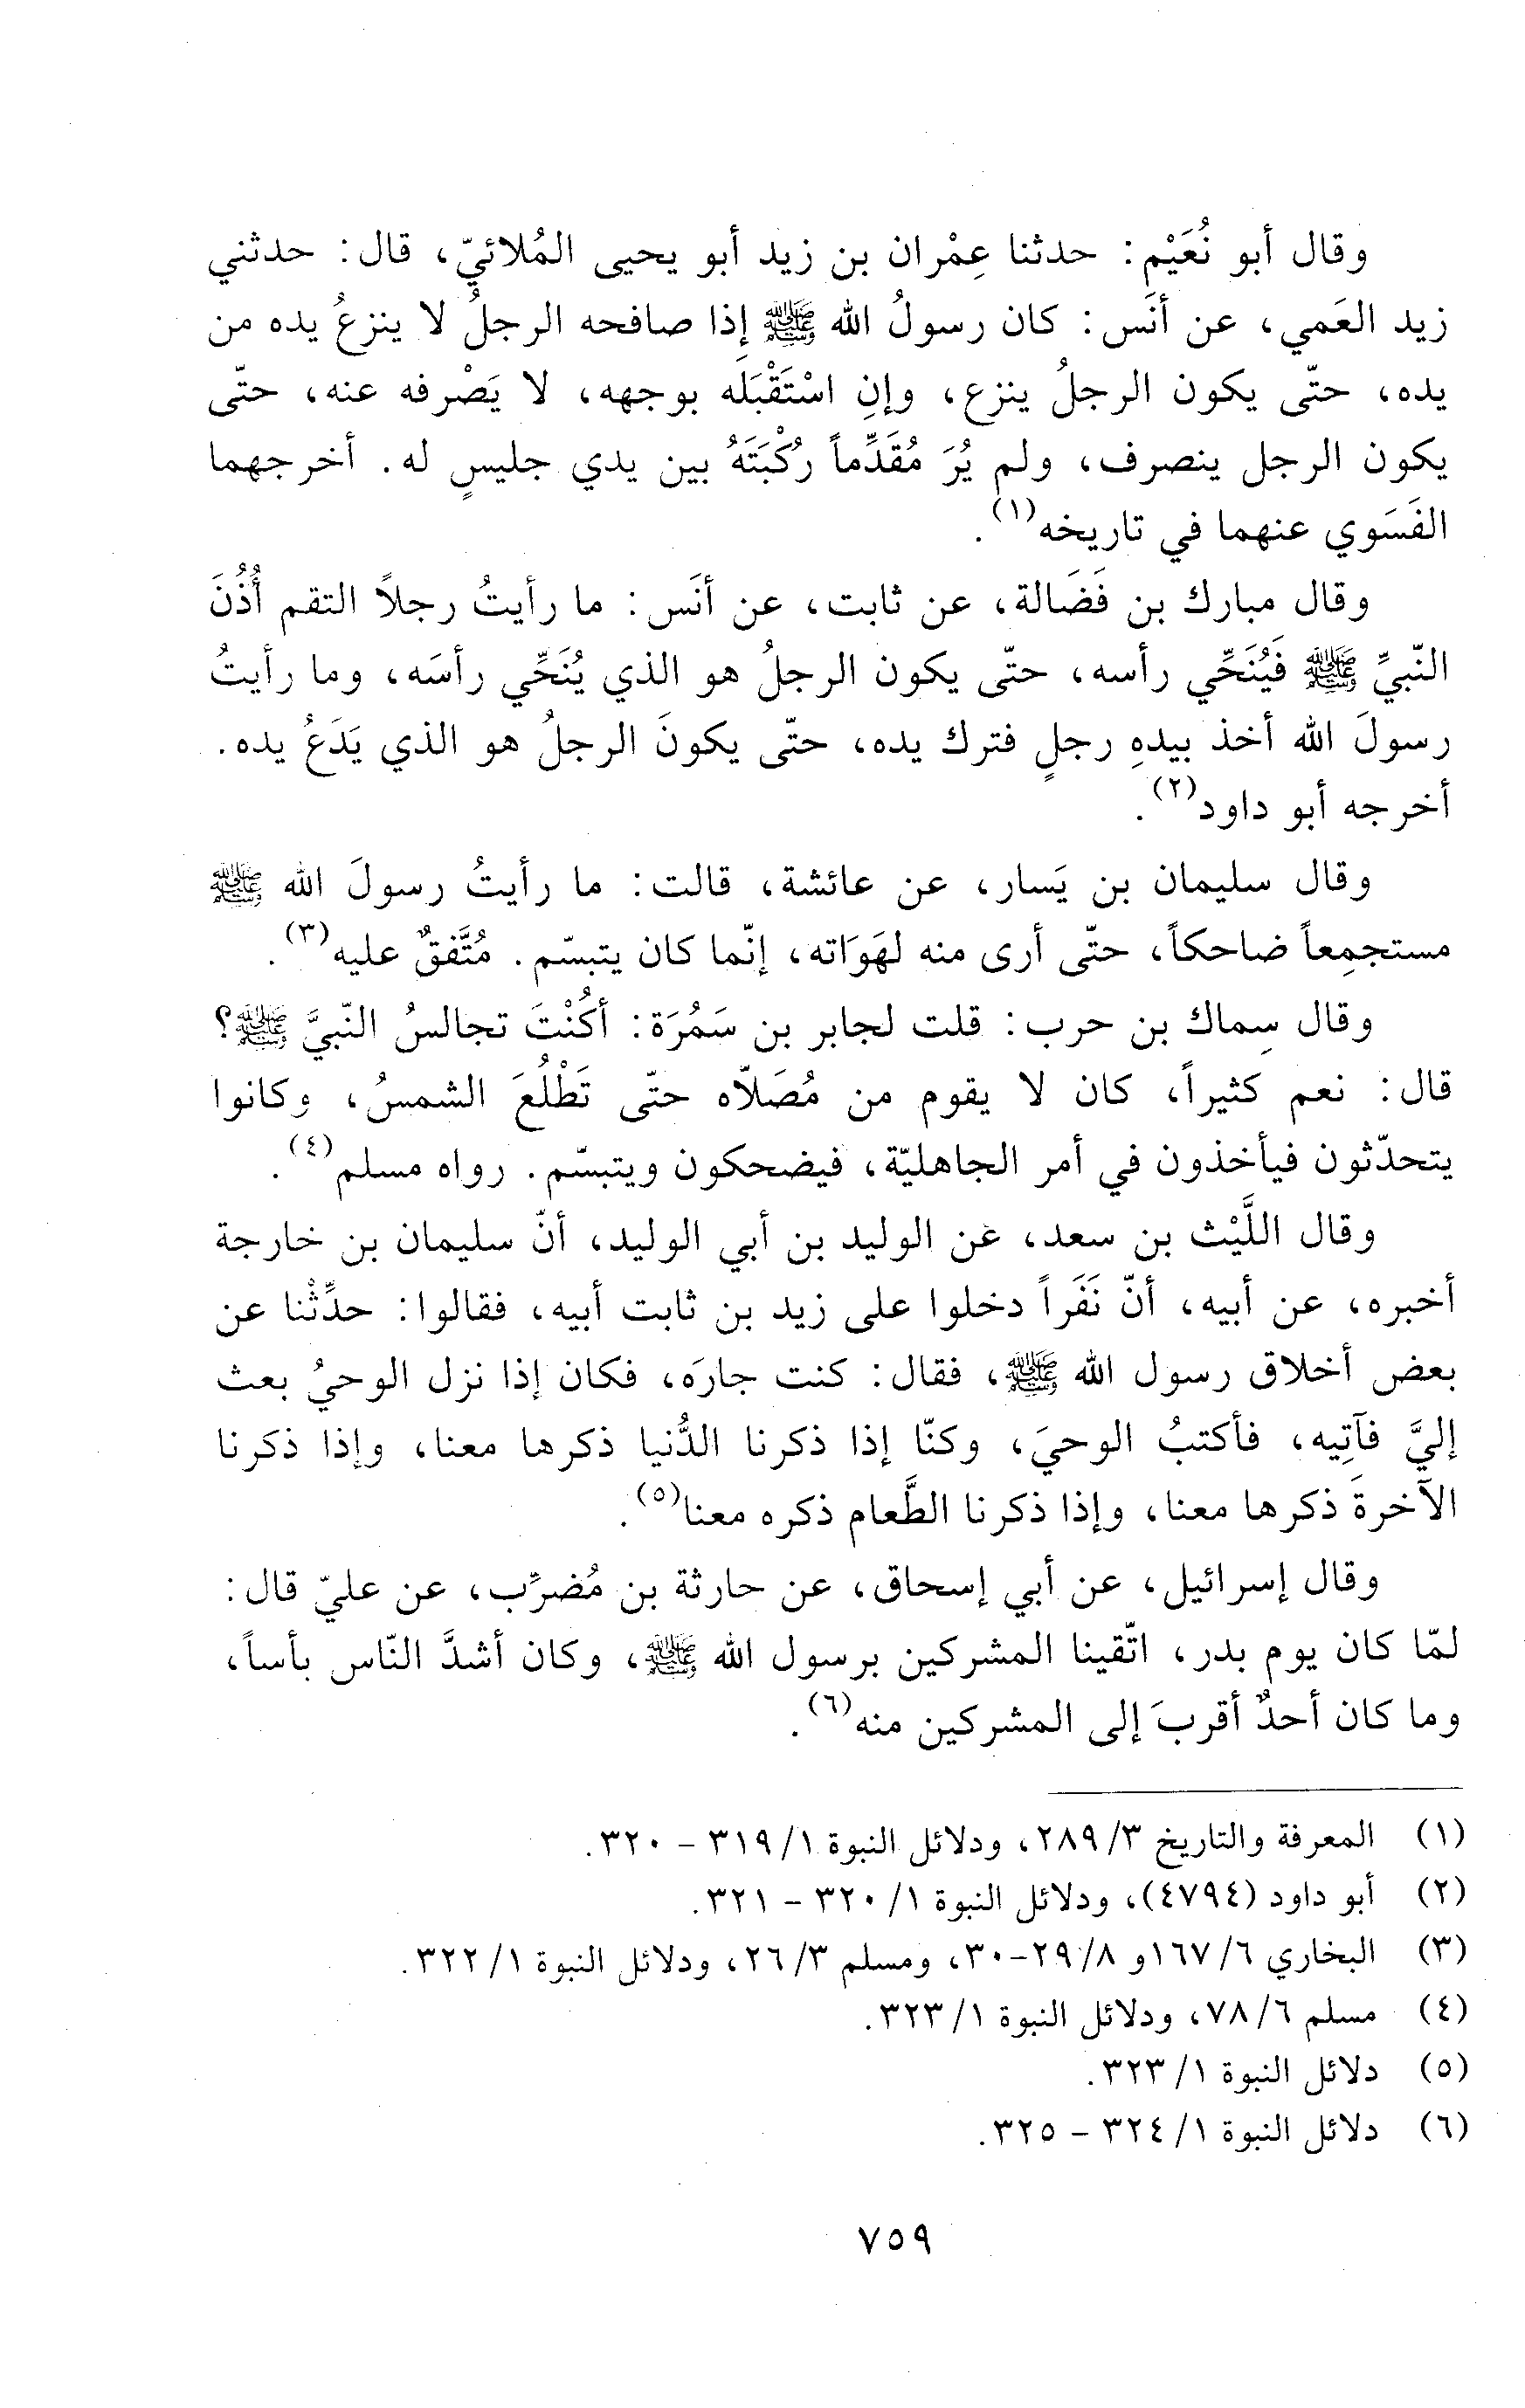 وقال أبو نُعَيْم: حدثنا عِمْران بن زيد أبو يحيى المُلائيّ، قال: حدثني
زيد العَمي، عن أنَس: كان رسولُ الله ﷺ إذا صافحه الرجلُ لا ينزعُ يده من
يده، حتّى يكون الرجلُ ينزع، وإنِ اسْتَقْبَلَه بوجهه، لا يَصْرفه عنه، حتّى
يكون الرجل ينصرف، ولم يُرَ مُقَدِّماً رُكْبَتَهُ بين يدي جليسٍ له. أخرجهما
الفَسَوي عنهما في تاريخه(١).
وقال مبارك بن فَضَالة، عن ثابت، عن أنَس: ما رأيتُ رجلاً التقم أُذُنَ
النّبيِّ ﷺ فَيُنَحِّي رأسه، حتّى يكون الرجلُ هو الذي يُنَحِّي رأسَه، وما رأيتُ
رسولَ الله أخذ بيدهِ رجلٍ فترك يده، حتّى يكونَ الرجلُ هو الذي يَدَعُ يده.
أخرجه أبو داود(٢).
وقال سليمان بن يَسار، عن عائشة، قالت: ما رأيتُ رسولَ الله ﷺ
مستجمِعاً ضاحكاً، حتّى أرى منه لهَوَاته، إنّما كان يتبسّم. مُتَّفقٌ عليه(٣).
وقال سِماك بن حرب: قلت لجابر بن سَمُرَة: أكُنْتَ تجالسُ النّبيَّ ﷺ؟
قال: نعم كثيراً، كان لا يقوم من مُصَلاّه حتّى تَطْلُعَ الشمسُ، وكانوا
يتحدّثون فيأخذون في أمر الجاهليّة، فيضحكون ويتبسّم. رواه مسلم(٤).
وقال اللَّيْث بن سعد، عن الوليد بن أبي الوليد، أنّ سليمان بن خارجة
أخبره، عن أبيه، أنّ نَفَراً دخلوا على زيد بن ثابت أبيه، فقالوا: حدِّثْنا عن
بعض أخلاق رسول الله ﷺ، فقال: كنت جارَه، فكان إذا نزل الوحيُ بعث
إليَّ فآتِيه، فأكتبُ الوحيَ، وكنّا إذا ذكرنا الدُّنيا ذكرها معنا، وإذا ذكرنا
الآخرةَ ذكرها معنا، وإذا ذكرنا الطَّعام ذكره معنا(٥).
وقال إسرائيل، عن أبي إسحاق، عن حارثة بن مُضرِّب، عن عليّ قال:
لمّا كان يوم بدر، اتّقينا المشركين برسول الله ﷺ، وكان أشدَّ النّاس بأساً،
وما كان أحدٌ أقربَ إلى المشركين منه(٦).
(١) المعرفة والتاريخ ٣/ ٢٨٩، ودلائل النبوة ١/ ٣١٩ - ٣٢٠.
(٢) أبو داود (٤٧٩٤)، ودلائل النبوة ١/ ٣٢٠ - ٣٢١.
(٣) البخاري ٦/ ١٦٧و ٨/ ٢٩-٣٠، ومسلم ٣/ ٢٦، ودلائل النبوة ١/ ٣٢٢.
(٤) مسلم ٦/ ٧٨، ودلائل النبوة ١/ ٣٢٣.
(٥) دلائل النبوة ١/ ٣٢٣.
(٦) دلائل النبوة ١/ ٣٢٤ - ٣٢٥.
٧٥٩